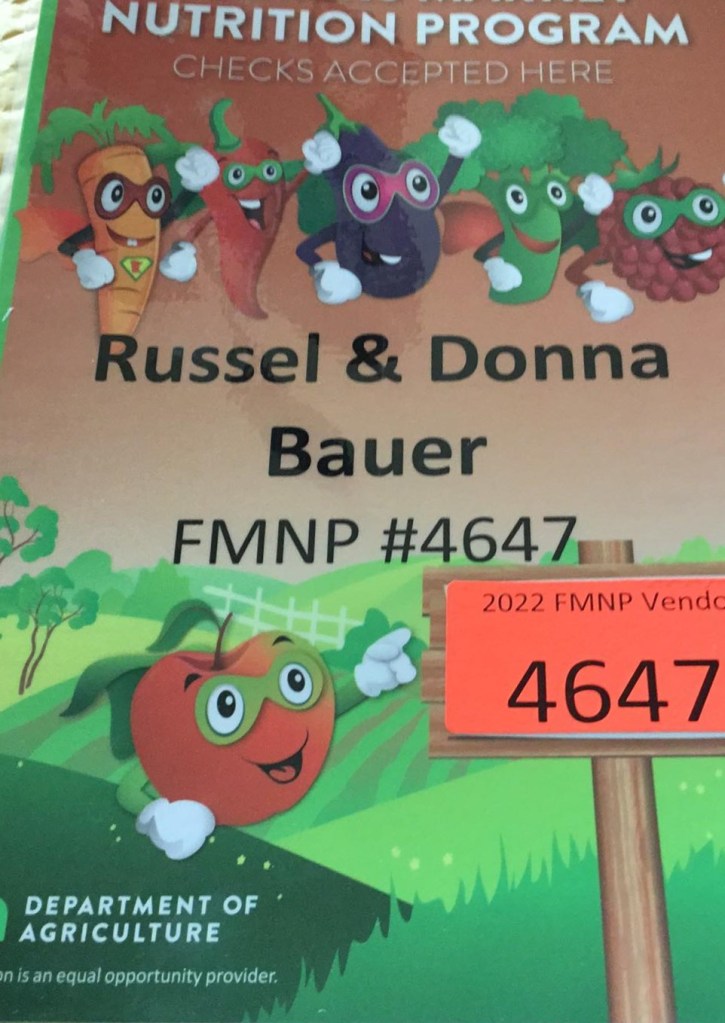 NUTRITION PROGRAM
CHECKS ACCEPTED HERE
Russel & Donna
Bauer
FMNP #4647
2022 FMNP Vendo
4647
DEPARTMENT OF
AGRICULTURE
on is an equal opportunity provider.